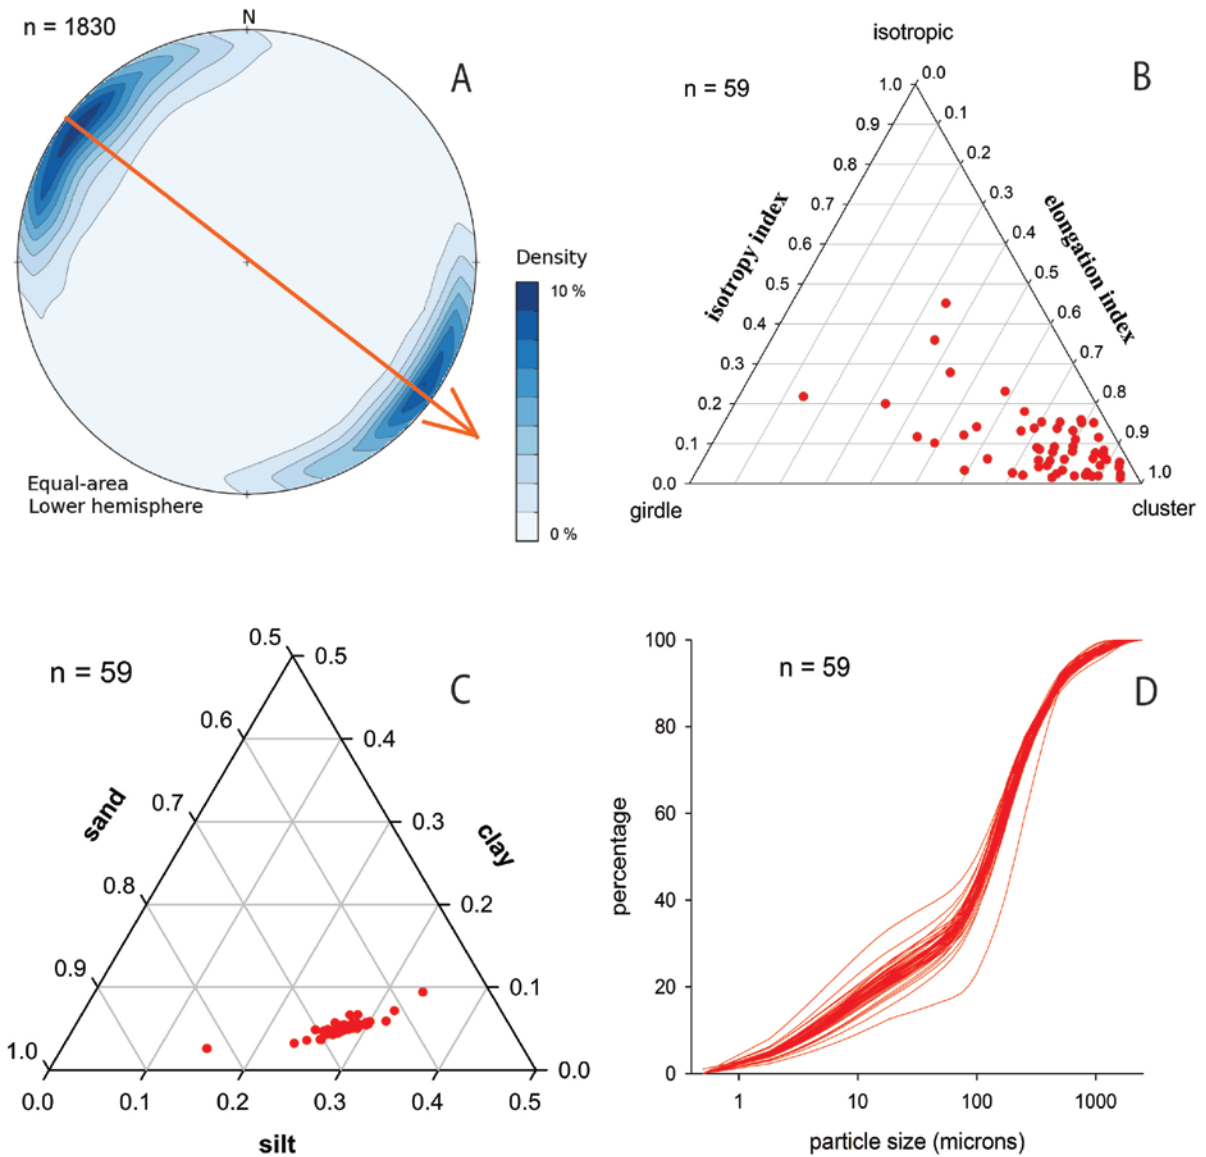 n = 1830
N
A
Density
10 %
0 %
Equal-area
Lower hemisphere
isotropic
B
n = 59
1.0
0.0
0.9
0.1
0.8
0.2
0.7
0.3
0.6
0.4
0.5
0.5
0.4
0.6
0.3
0.7
0.2
0.8
0.1
0.9
0.0
1.0
isotropy index
elongation index
girdle
cluster
n = 59
C
0.5
0.5
0.6
0.4
0.7
0.3
0.8
0.2
0.9
0.1
1.0
0.0
sand
clay
0.0
0.1
0.2
0.3
0.4
0.5
silt
n = 59
D
100
80
60
40
20
0
percentage
1
10
100
1000
particle size (microns)